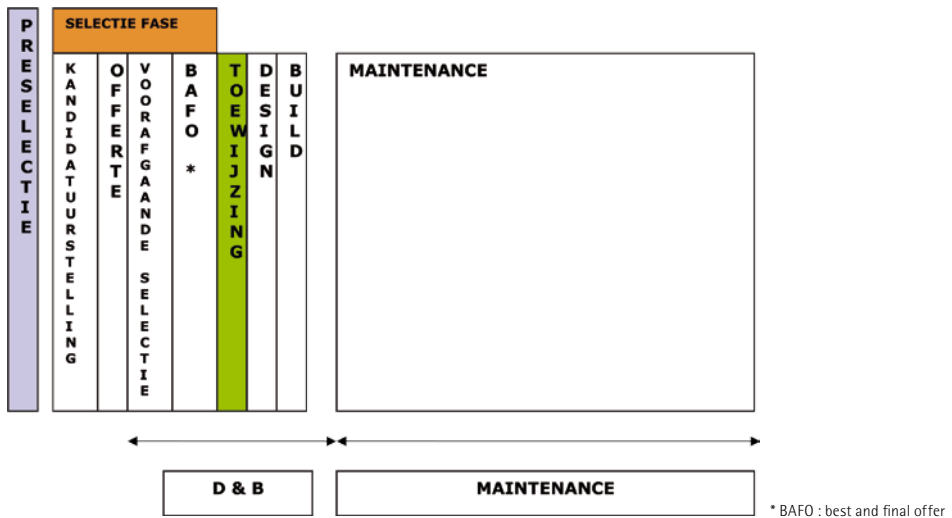 PRESELECTIE
SELECTIE FASE
KANDIDATUURSTELLING
OFFERTE
VOORAFGAANDE SELECTIE
BAFO *
TOEWIJZING
DESIGN
BUILD
MAINTENANCE
D & B
MAINTENANCE
* BAFO : best and final offer